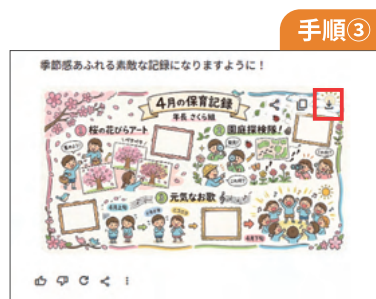 手順③
季節感あふれる素敵な記録になりますように！
4月の保育記録
年長 さくら組
桜の花びらアート
園庭探検隊！
元気なお歌